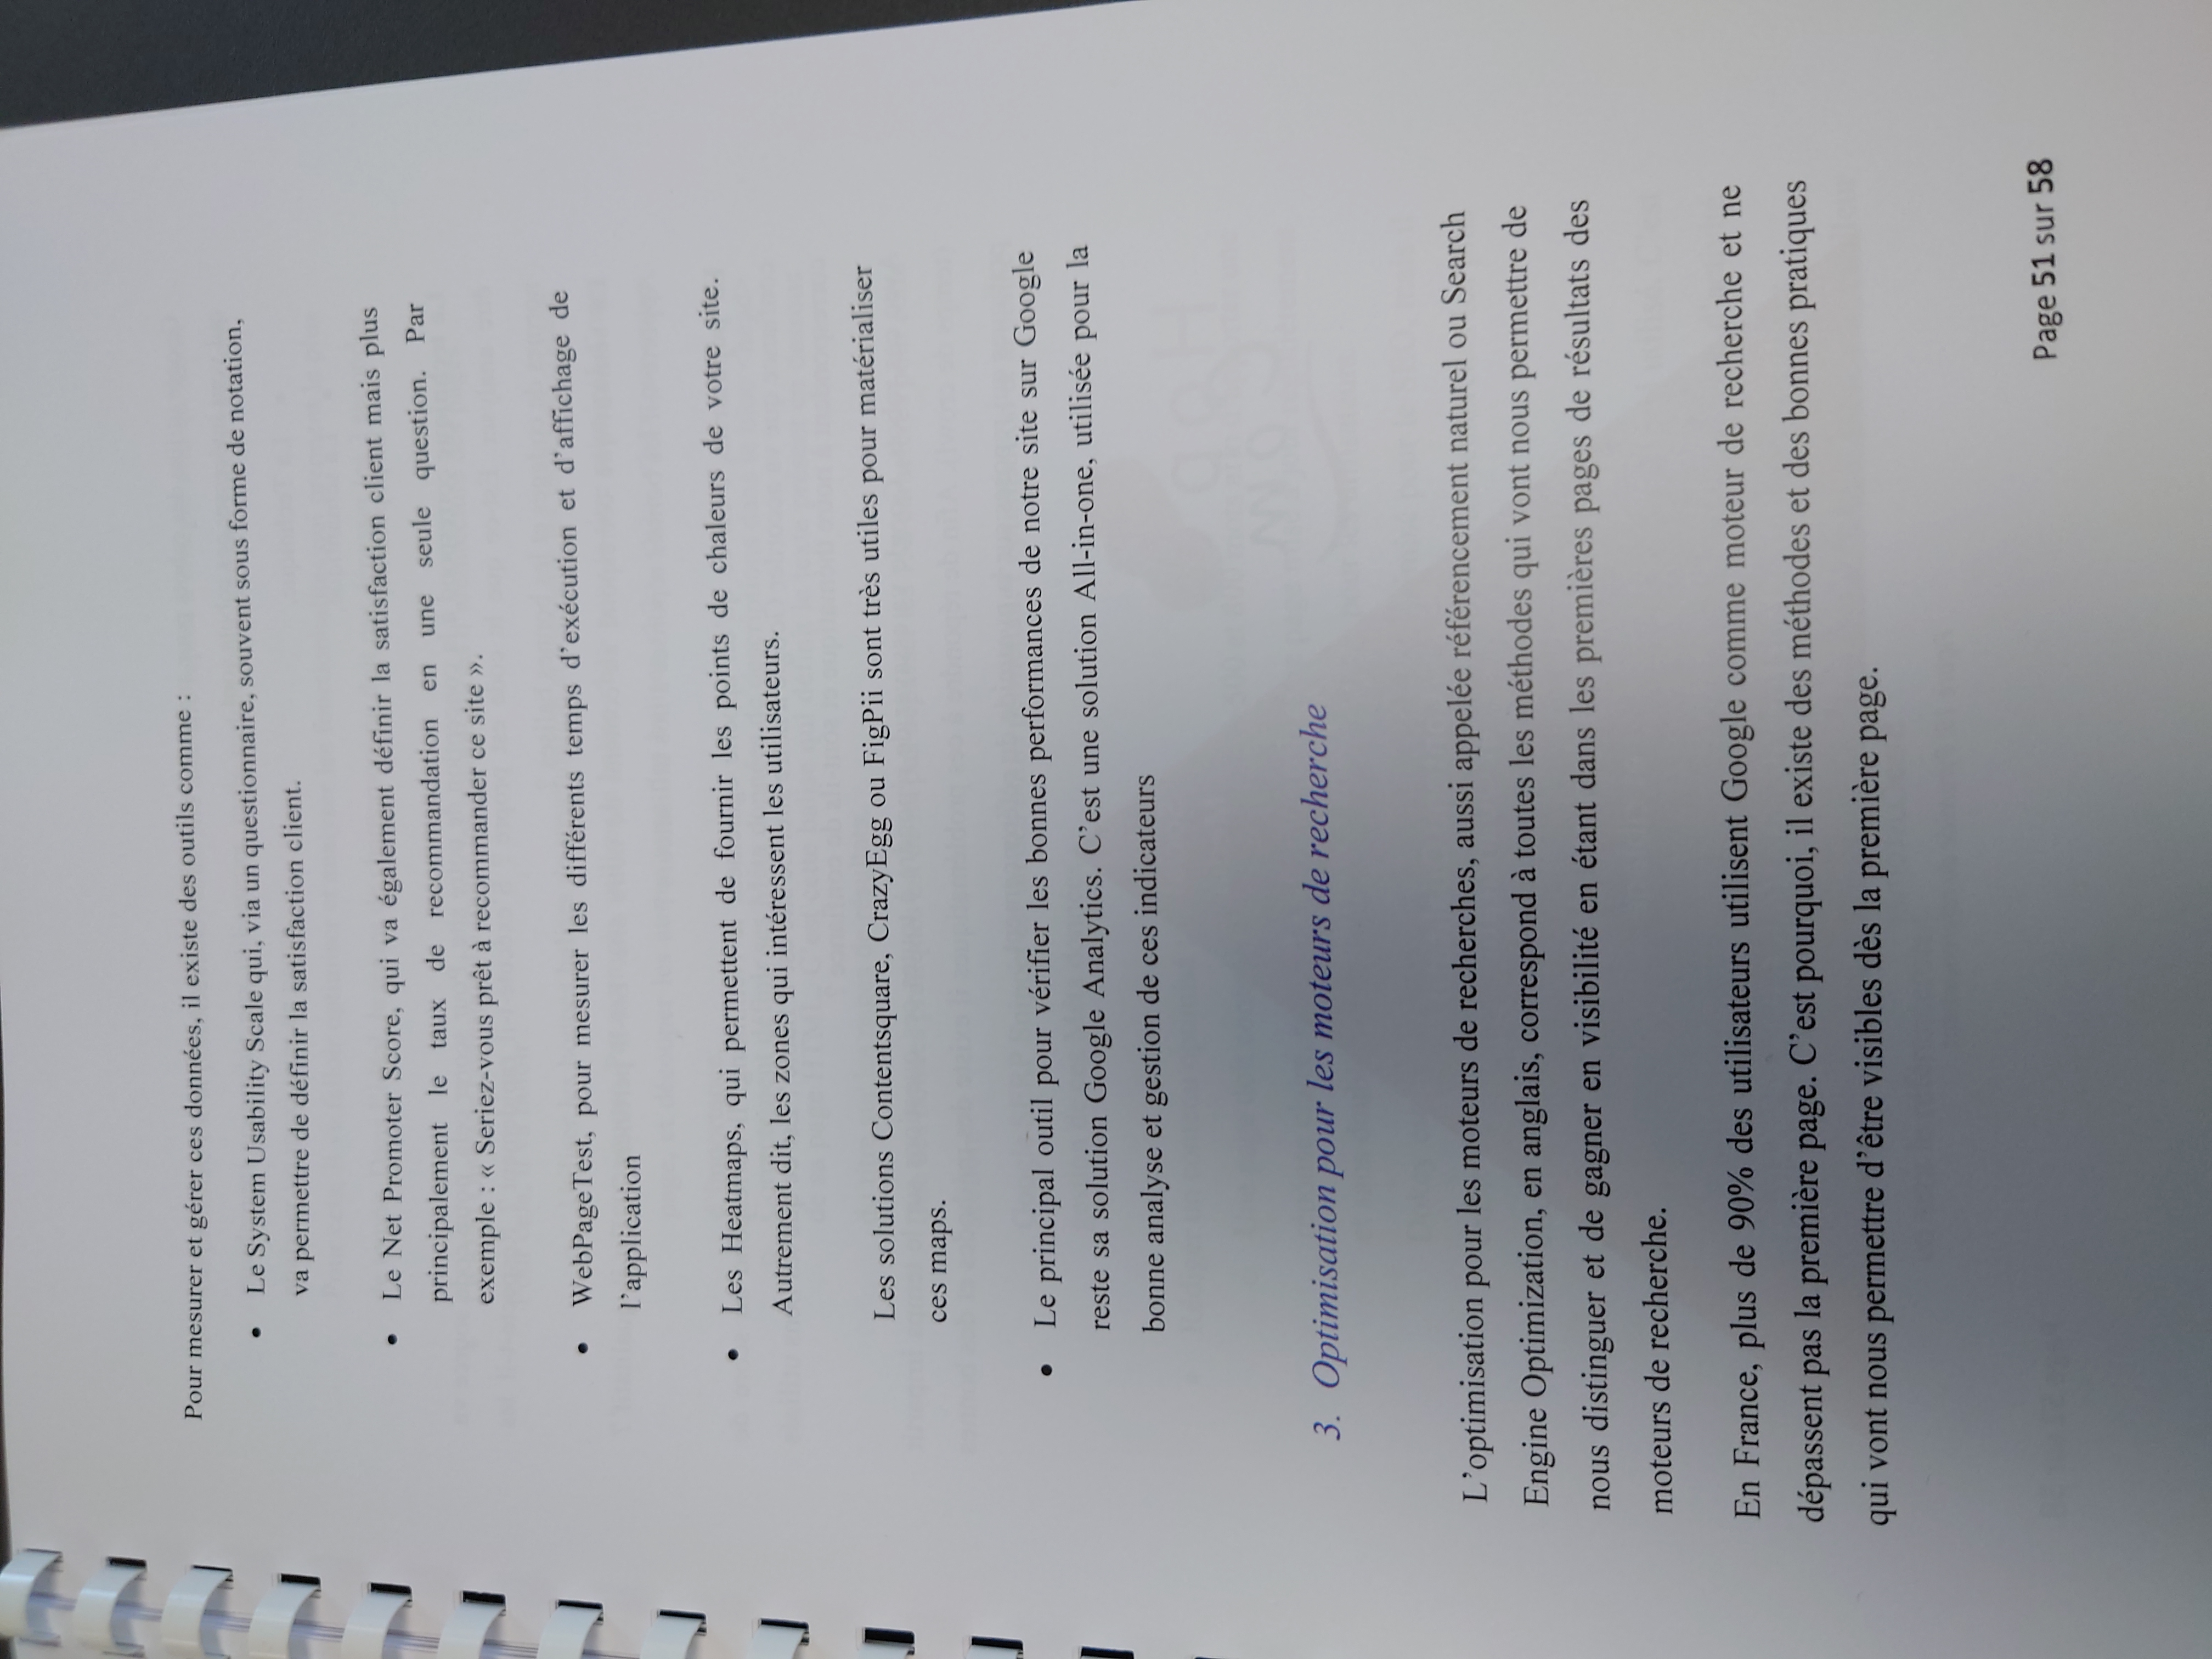 Pour mesurer et gérer ces données, il existe des outils comme :
• Le System Usability Scale qui, via un questionnaire, souvent sous forme de notation,
va permettre de définir la satisfaction client.
• Le Net Promoter Score, qui va également définir la satisfaction client mais plus
principalement le taux de recommandation en une seule question. Par
exemple : « Seriez-vous prêt à recommander ce site ».
• WebPageTest, pour mesurer les différents temps d’exécution et d’affichage de
l’application
• Les Heatmaps, qui permettent de fournir les points de chaleurs de votre site.
Autrement dit, les zones qui intéressent les utilisateurs.
Les solutions Contentsquare, CrazyEgg ou FigPii sont très utiles pour matérialiser
ces maps.
• Le principal outil pour vérifier les bonnes performances de notre site sur Google
reste sa solution Google Analytics. C’est une solution All-in-one, utilisée pour la
bonne analyse et gestion de ces indicateurs
3. Optimisation pour les moteurs de recherche
L’optimisation pour les moteurs de recherches, aussi appelée référencement naturel ou Search
Engine Optimization, en anglais, correspond à toutes les méthodes qui vont nous permettre de
nous distinguer et de gagner en visibilité en étant dans les premières pages de résultats des
moteurs de recherche.
En France, plus de 90% des utilisateurs utilisent Google comme moteur de recherche et ne
dépassent pas la première page. C’est pourquoi, il existe des méthodes et des bonnes pratiques
qui vont nous permettre d’être visibles dès la première page.
Page 51 sur 58